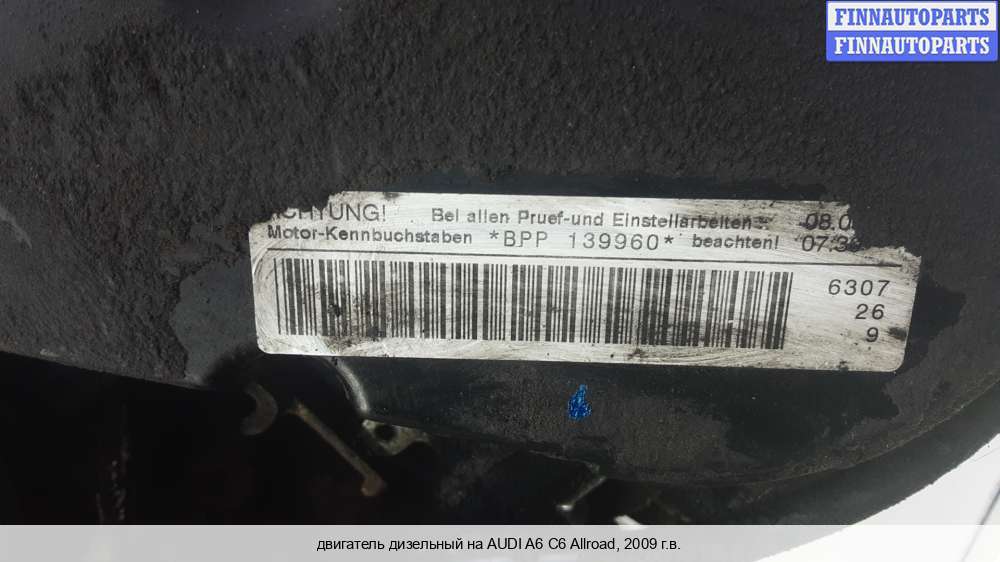 FINNAUTOPARTS
FINNAUTOPARTS
Bei allen Pruef-und Einstellarbeiten
Motor-Kennbuchstaben *BPP 139960* beachten!
6307
26
9
двигатель дизельный на AUDI A6 C6 Allroad, 2009 г.в.